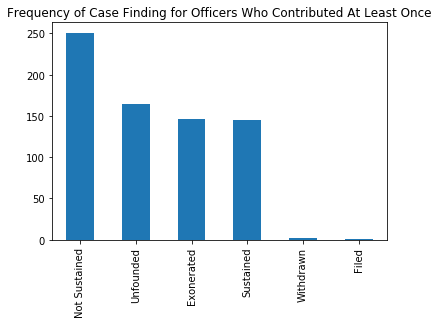 Frequency of Case Finding for Officers Who Contributed At Least Once
250
200
150
100
50
0
Not Sustained
Unfounded
Exonerated
Sustained
Withdrawn
Filed